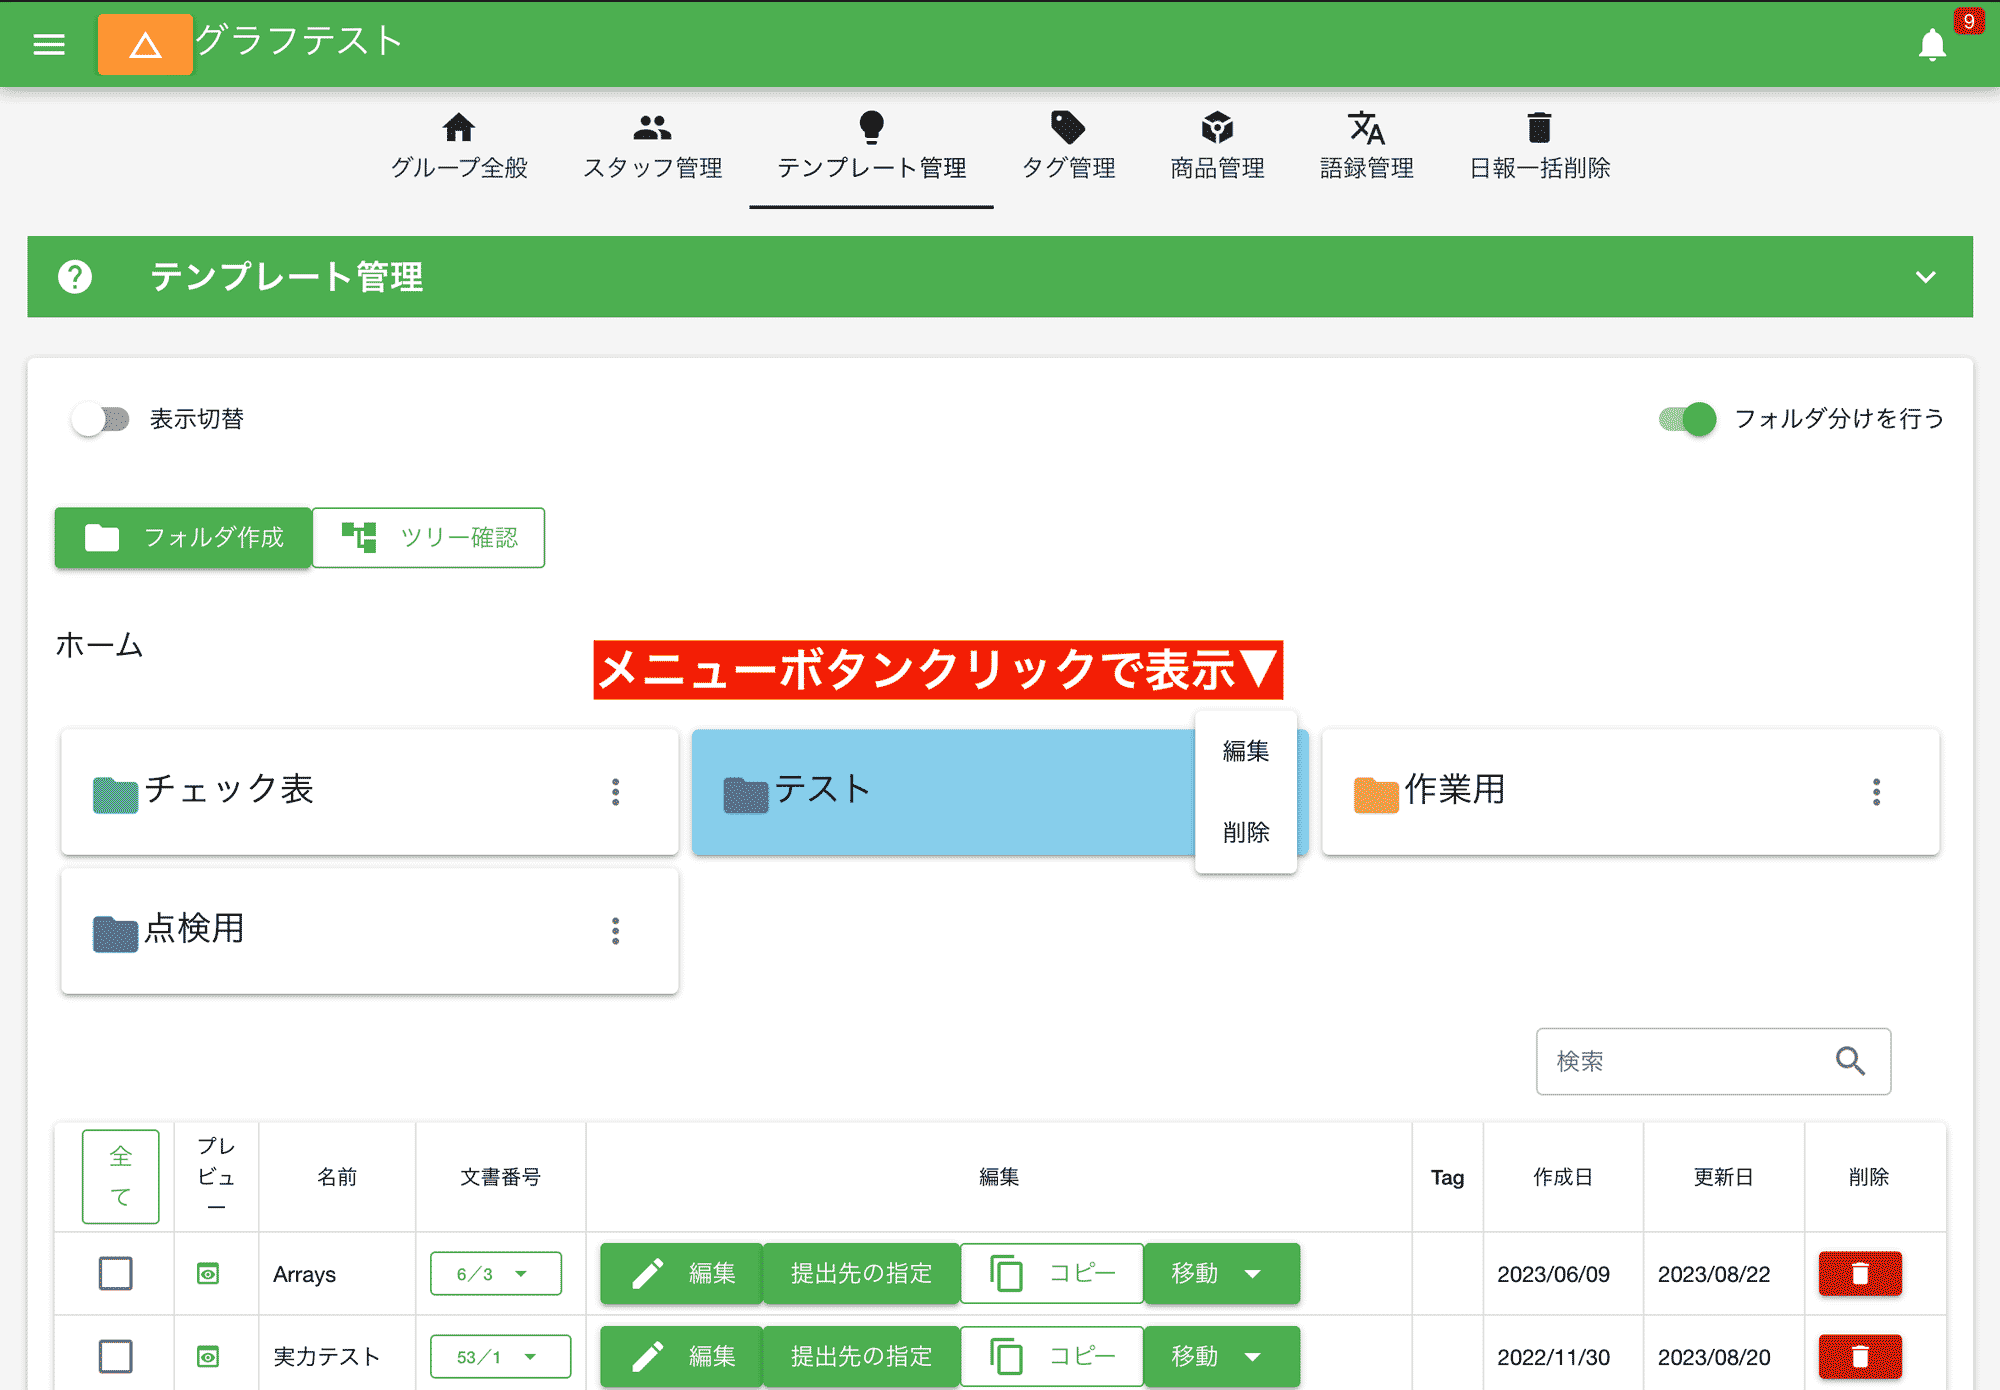 グラフテスト
9
グループ全般 スタッフ管理 テンプレート管理 タグ管理 商品管理 語録管理 日報一括削除
テンプレート管理
表示切替 フォルダ分けを行う
フォルダ作成 ツリー確認
ホーム
メニューボタンクリックで表示▼
チェック表 テスト 作業用
編集
削除
点検用
検索
全て プレビュー 名前 文書番号 編集 Tag 作成日 更新日 削除
Arrays 6/3 編集 提出先の指定 コピー 移動 2023/06/09 2023/08/22
実力テスト 53/1 編集 提出先の指定 コピー 移動 2022/11/30 2023/08/20